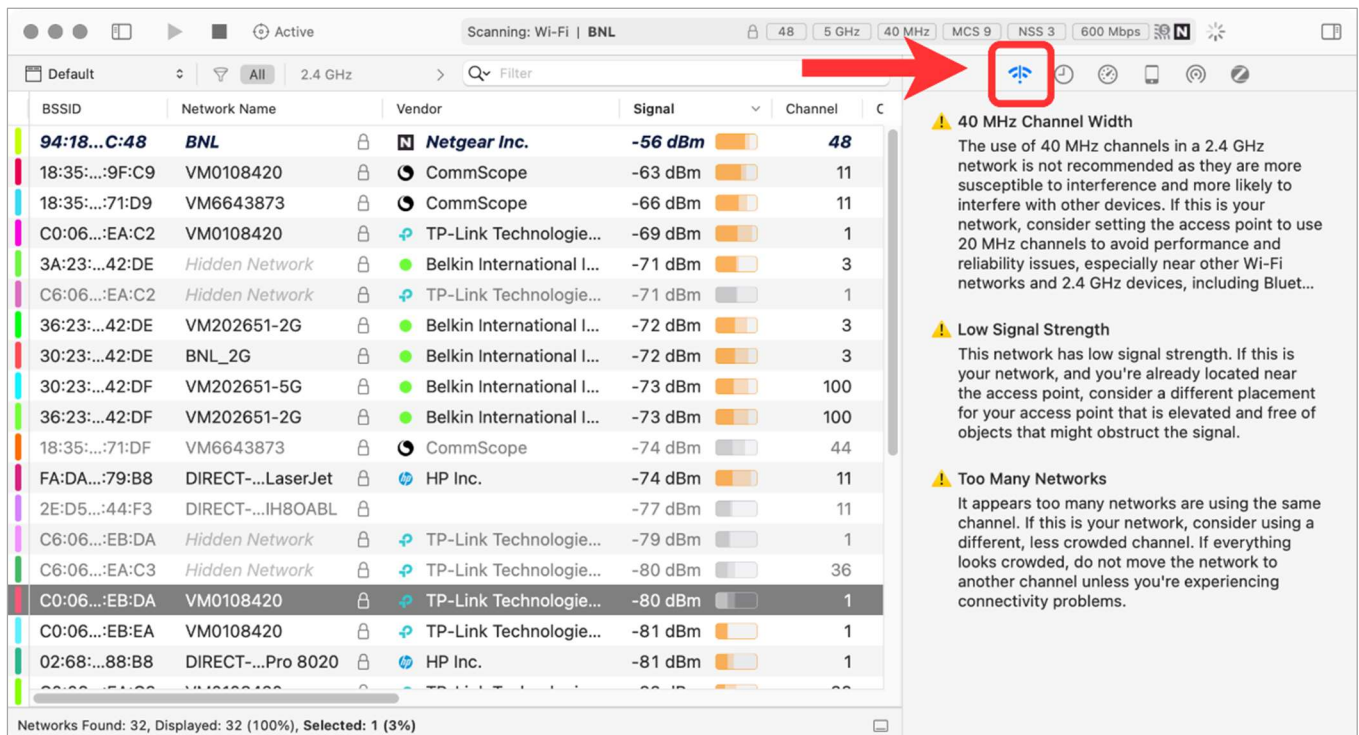 Active
Scanning: Wi-Fi | BNL
48 5 GHz 40 MHz MCS 9 NSS 3 600 Mbps N
Default All 2.4 GHz Filter
BSSID Network Name Vendor Signal Channel C
94:18...C:48 BNL N Netgear Inc. -56 dBm 48
18:35:...:9F:C9 VM0108420 CommScope -63 dBm 11
18:35:...:71:D9 VM6643873 CommScope -66 dBm 11
C0:06...:EA:C2 VM0108420 TP-Link Technologie... -69 dBm 1
3A:23:...42:DE Hidden Network Belkin International I... -71 dBm 3
C6:06...:EA:C2 Hidden Network TP-Link Technologie... -71 dBm 1
36:23:...42:DE VM202651-2G Belkin International I... -72 dBm 3
30:23:...42:DE BNL_2G Belkin International I... -72 dBm 3
30:23:...42:DF VM202651-5G Belkin International I... -73 dBm 100
36:23:...42:DF VM202651-2G Belkin International I... -73 dBm 100
18:35:...:71:DF VM6643873 CommScope -74 dBm 44
FA:DA...:79:B8 DIRECT-...LaserJet hp HP Inc. -74 dBm 11
2E:D5...:44:F3 DIRECT-...IH8OABL -77 dBm 11
C6:06...:EB:DA Hidden Network TP-Link Technologie... -79 dBm 1
C6:06...:EA:C3 Hidden Network TP-Link Technologie... -80 dBm 36
C0:06...:EB:DA VM0108420 TP-Link Technologie... -80 dBm 1
C0:06...:EB:EA VM0108420 TP-Link Technologie... -81 dBm 1
02:68:...88:B8 DIRECT-...Pro 8020 hp HP Inc. -81 dBm 1
Networks Found: 32, Displayed: 32 (100%), Selected: 1 (3%)
40 MHz Channel Width
The use of 40 MHz channels in a 2.4 GHz
network is not recommended as they are more
susceptible to interference and more likely to
interfere with other devices. If this is your
network, consider setting the access point to use
20 MHz channels to avoid performance and
reliability issues, especially near other Wi-Fi
networks and 2.4 GHz devices, including Bluet...
Low Signal Strength
This network has low signal strength. If this is
your network, and you're already located near
the access point, consider a different placement
for your access point that is elevated and free of
objects that might obstruct the signal.
Too Many Networks
It appears too many networks are using the same
channel. If this is your network, consider using a
different, less crowded channel. If everything
looks crowded, do not move the network to
another channel unless you're experiencing
connectivity problems.